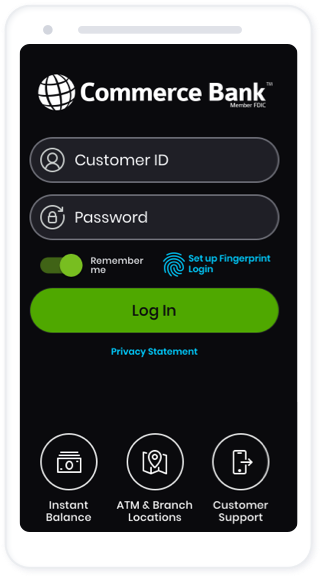 Commerce Bank™
Member FDIC
Customer ID
Password
Remember
me
Set up Fingerprint
Login
Log In
Privacy Statement
Instant
Balance
ATM & Branch
Locations
Customer
Support